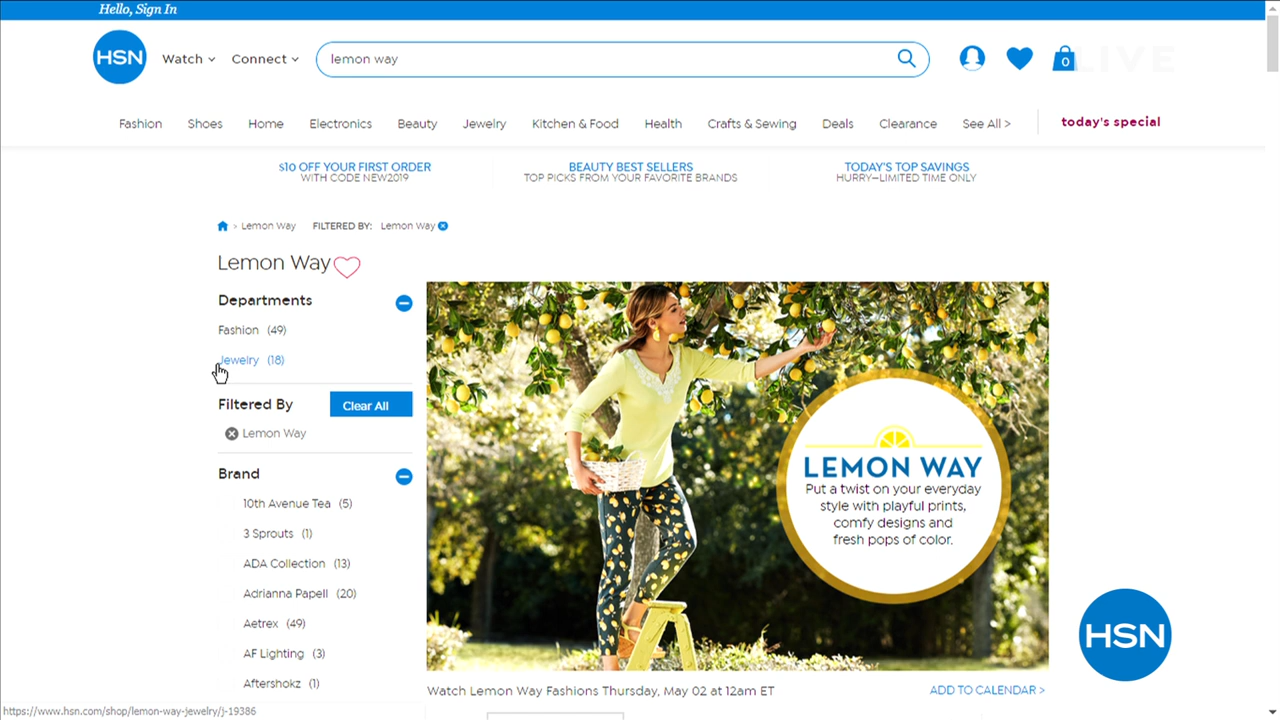 Hello, Sign In
HSN
Watch
Connect
lemon way
0
LIVE
Fashion
Shoes
Home
Electronics
Beauty
Jewelry
Kitchen & Food
Health
Crafts & Sewing
Deals
Clearance
See All >
today's special
$10 OFF YOUR FIRST ORDER
WITH CODE NEW2019
BEAUTY BEST SELLERS
TOP PICKS FROM YOUR FAVORITE BRANDS
TODAY'S TOP SAVINGS
HURRY—LIMITED TIME ONLY
> Lemon Way
FILTERED BY: Lemon Way
Lemon Way
Departments
Fashion (49)
Jewelry (18)
Filtered By
Clear All
Lemon Way
Brand
10th Avenue Tea (5)
3 Sprouts (1)
ADA Collection (13)
Adrianna Papell (20)
Aetrex (49)
AF Lighting (3)
Aftershokz (1)
LEMON WAY
Put a twist on your everyday
style with playful prints,
comfy designs and
fresh pops of color.
HSN
Watch Lemon Way Fashions Thursday, May 02 at 12am ET
ADD TO CALENDAR >
https://www.hsn.com/shop/lemon-way-jewelry/j-19386